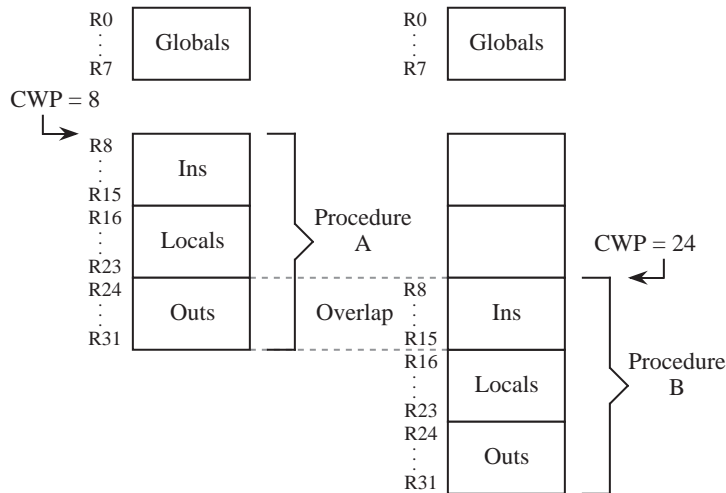 R0
Globals
R7
R0
Globals
R7
CWP = 8
R8
Ins
R15
R16
Locals
R23
R24
Outs
R31
Procedure
A
CWP = 24
Overlap
R8
Ins
R15
R16
Locals
R23
R24
Outs
R31
Procedure
B